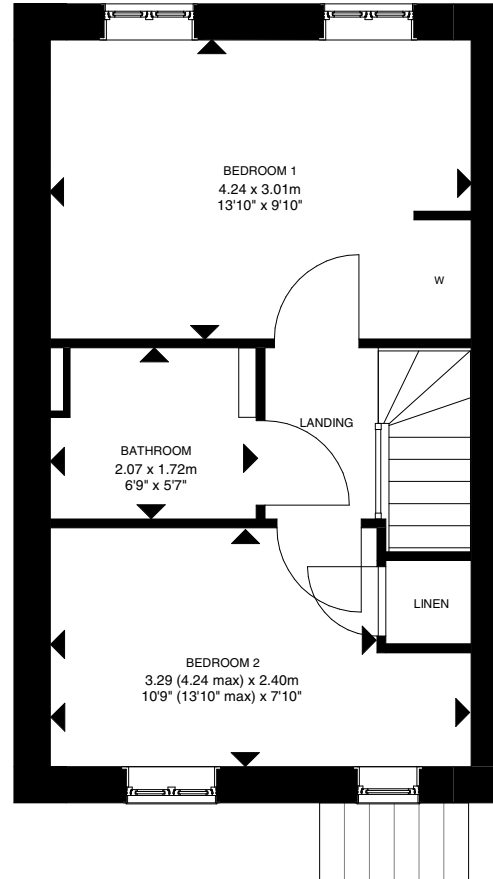 BEDROOM 1
4.24 x 3.01m
13'10" x 9'10"
W
LANDING
BATHROOM
2.07 x 1.72m
6'9" x 5'7"
LINEN
BEDROOM 2
3.29 (4.24 max) x 2.40m
10'9" (13'10" max) x 7'10"